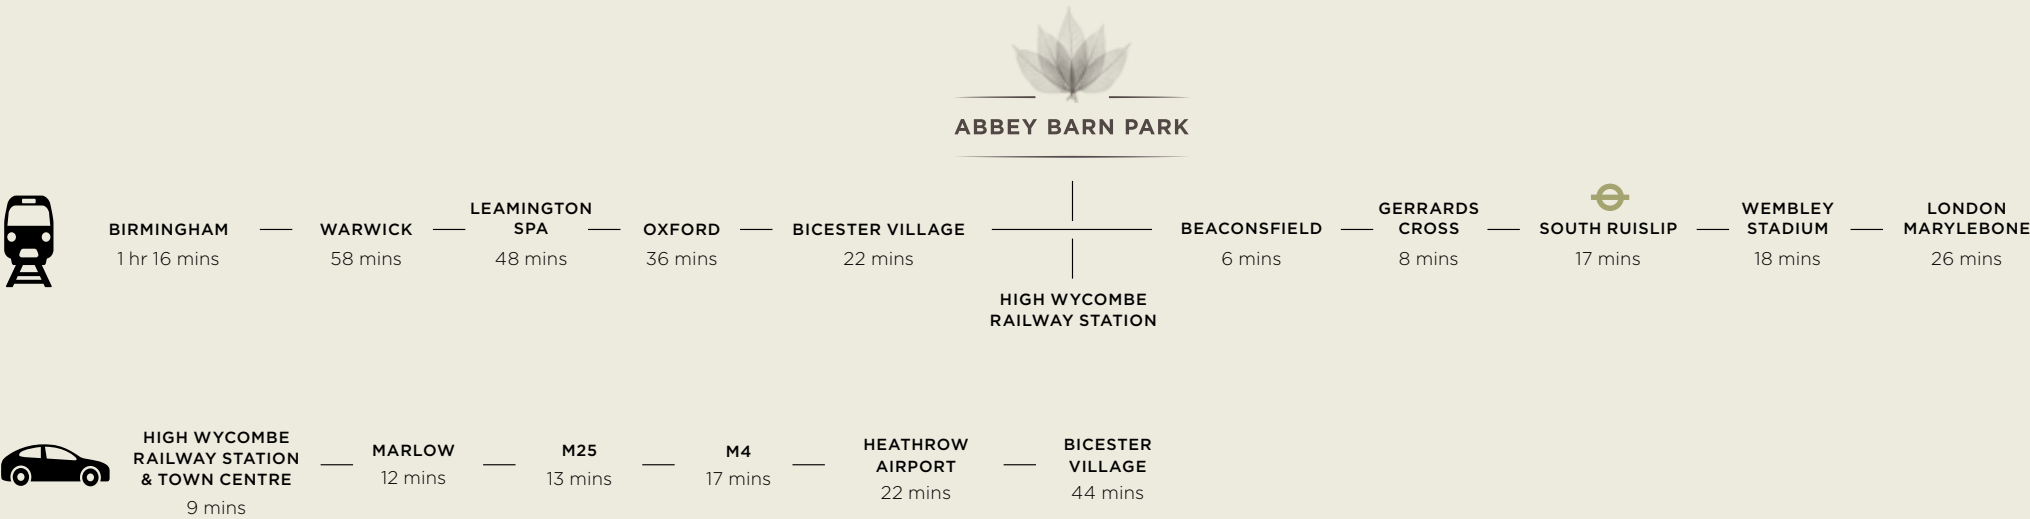 ABBEY BARN PARK
BIRMINGHAM
1 hr 16 mins
WARWICK
58 mins
LEAMINGTON
SPA
48 mins
OXFORD
36 mins
BICESTER VILLAGE
22 mins
HIGH WYCOMBE
RAILWAY STATION
BEACONSFIELD
6 mins
GERRARDS
CROSS
8 mins
SOUTH RUISLIP
17 mins
WEMBLEY
STADIUM
18 mins
LONDON
MARYLEBONE
26 mins
HIGH WYCOMBE
RAILWAY STATION
& TOWN CENTRE
9 mins
MARLOW
12 mins
M25
13 mins
M4
17 mins
HEATHROW
AIRPORT
22 mins
BICESTER
VILLAGE
44 mins